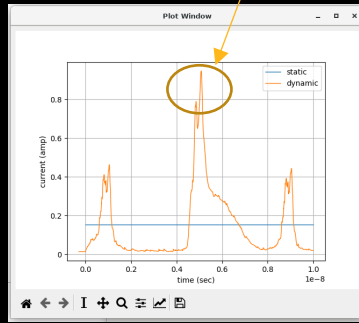 Plot Window
static
dynamic
0.8
0.6
0.4
0.2
0
current (amp)
0.0 0.2 0.4 0.6 0.8 1.0
1e−8
time (sec)